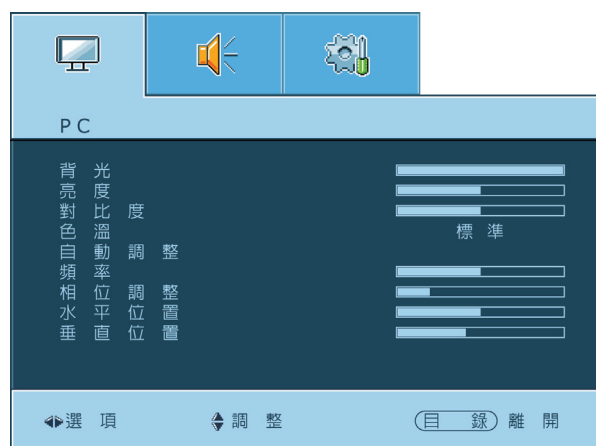 PC
背光
亮度
對比度
色溫 標準
自動調整
頻率
相位調整
水平位置
垂直位置
選項 調整 目錄 離開